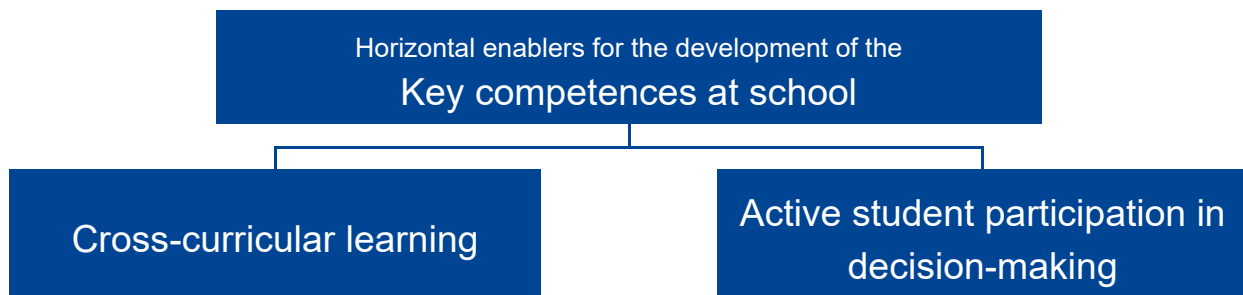 Horizontal enablers for the development of the
Key competences at school
Cross-curricular learning
Active student participation in
decision-making